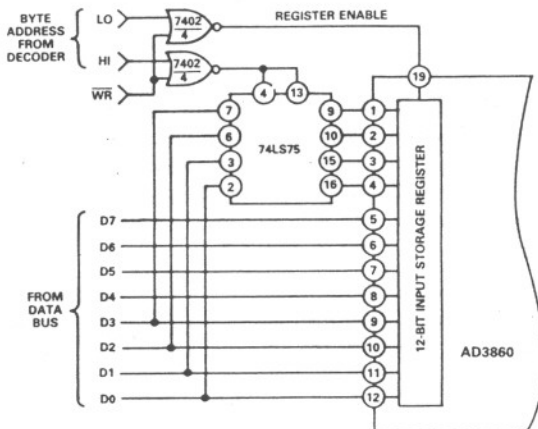 BYTE
ADDRESS
FROM
DECODER
LO
HI
WR
7402
4
7402
4
REGISTER ENABLE
19
4
13
7
6
3
2
74LS75
9
10
15
16
1
2
3
4
5
6
7
8
9
10
11
12
12-BIT INPUT STORAGE REGISTER
AD3860
FROM
DATA
BUS
D7
D6
D5
D4
D3
D2
D1
D0